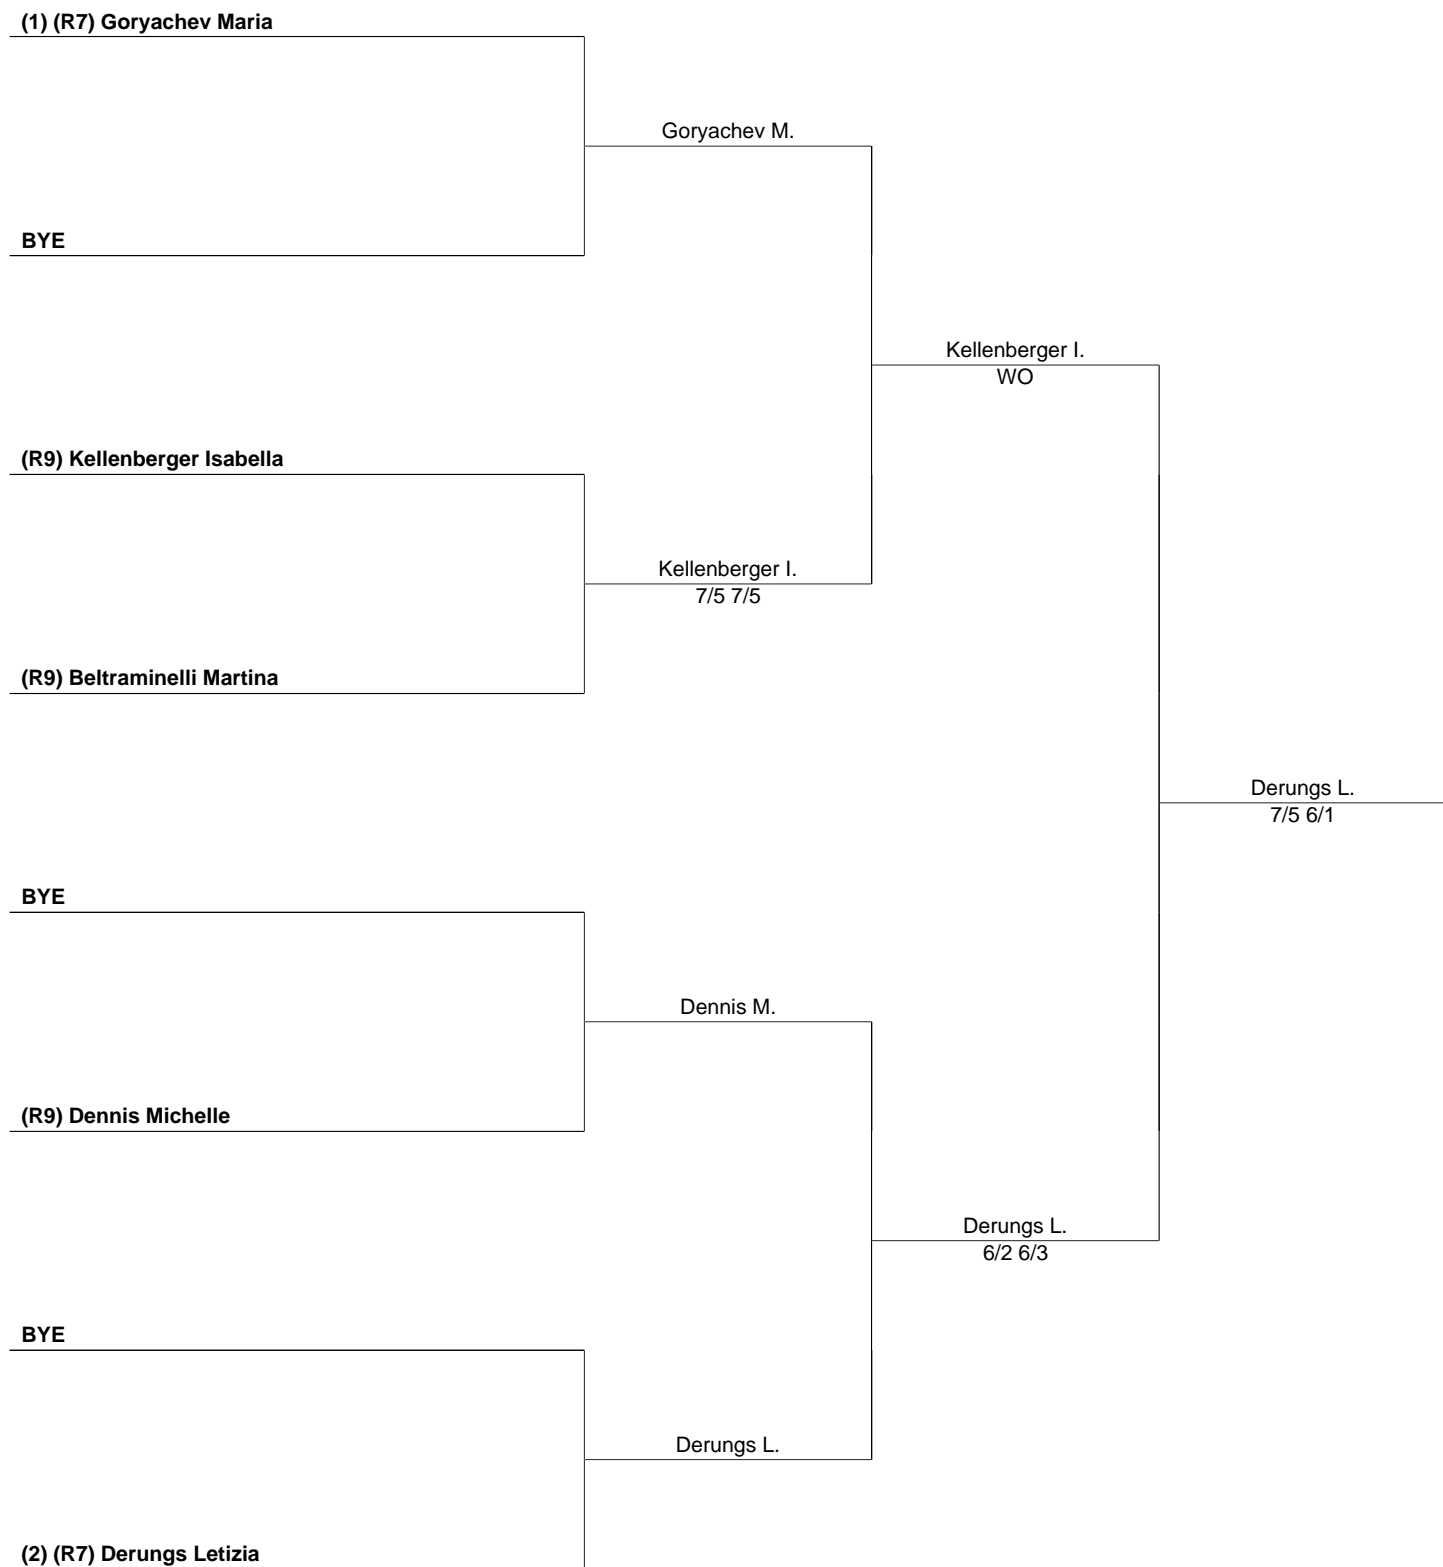 (1) (R7) Goryachev Maria
Goryachev M.
BYE
Kellenberger I.
WO
(R9) Kellenberger Isabella
Kellenberger I.
7/5 7/5
(R9) Beltraminelli Martina
Derungs L.
7/5 6/1
BYE
Dennis M.
(R9) Dennis Michelle
Derungs L.
6/2 6/3
BYE
Derungs L.
(2) (R7) Derungs Letizia